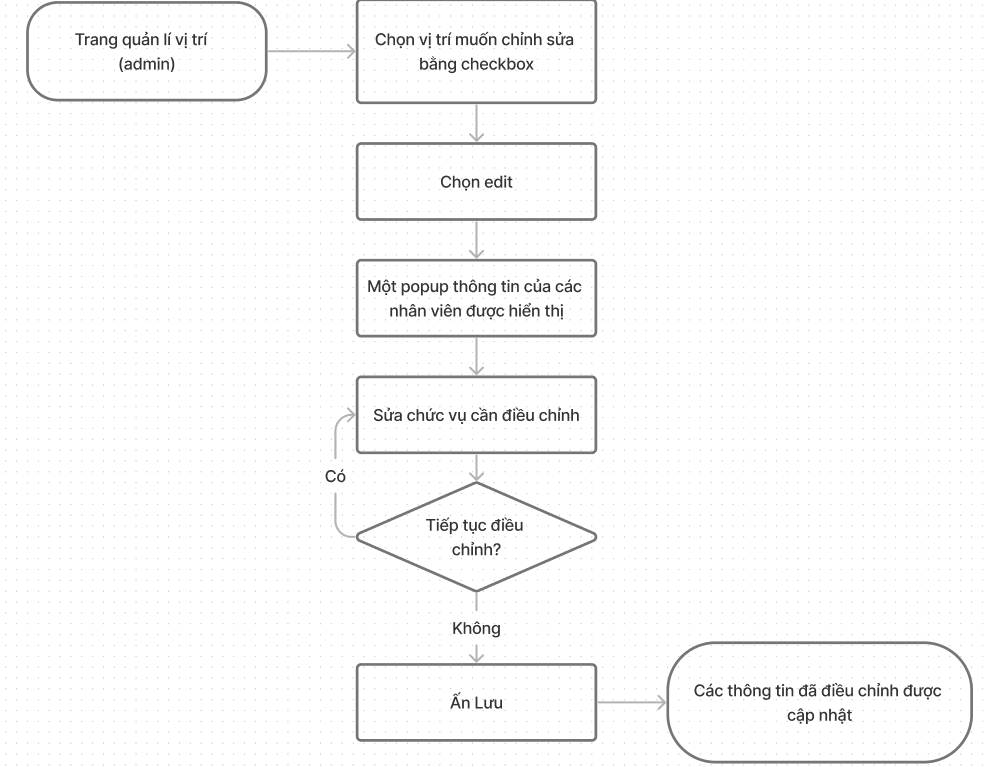 Trang quản lí vị trí
(admin)
Chọn vị trí muốn chỉnh sửa
bằng checkbox
Chọn edit
Một popup thông tin của các
nhân viên được hiển thị
Sửa chức vụ cần điều chỉnh
Có
Tiếp tục điều
chỉnh?
Không
Ấn Lưu
Các thông tin đã điều chỉnh được
cập nhật